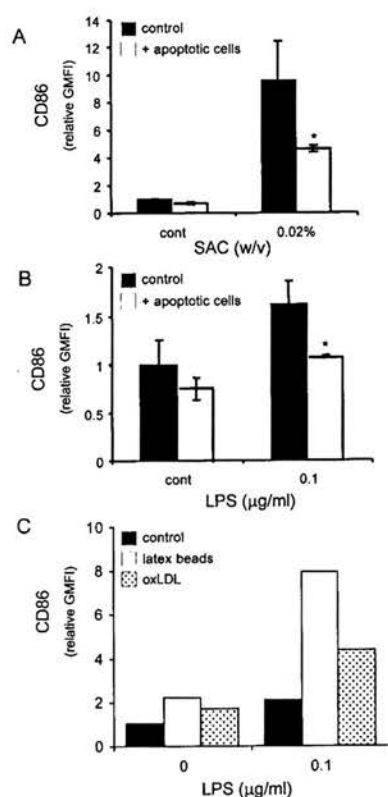 A
control
+ apoptotic cells
CD86
(relative GMFI)
14
12
10
8
6
4
2
0
*
cont
0.02%
SAC (w/v)
B
control
+ apoptotic cells
CD86
(relative GMFI)
2
1.5
1
0.5
0
*
cont
0.1
LPS (µg/ml)
C
control
latex beads
oxLDL
CD86
(relative GMFI)
10
8
6
4
2
0
0
0.1
LPS (µg/ml)